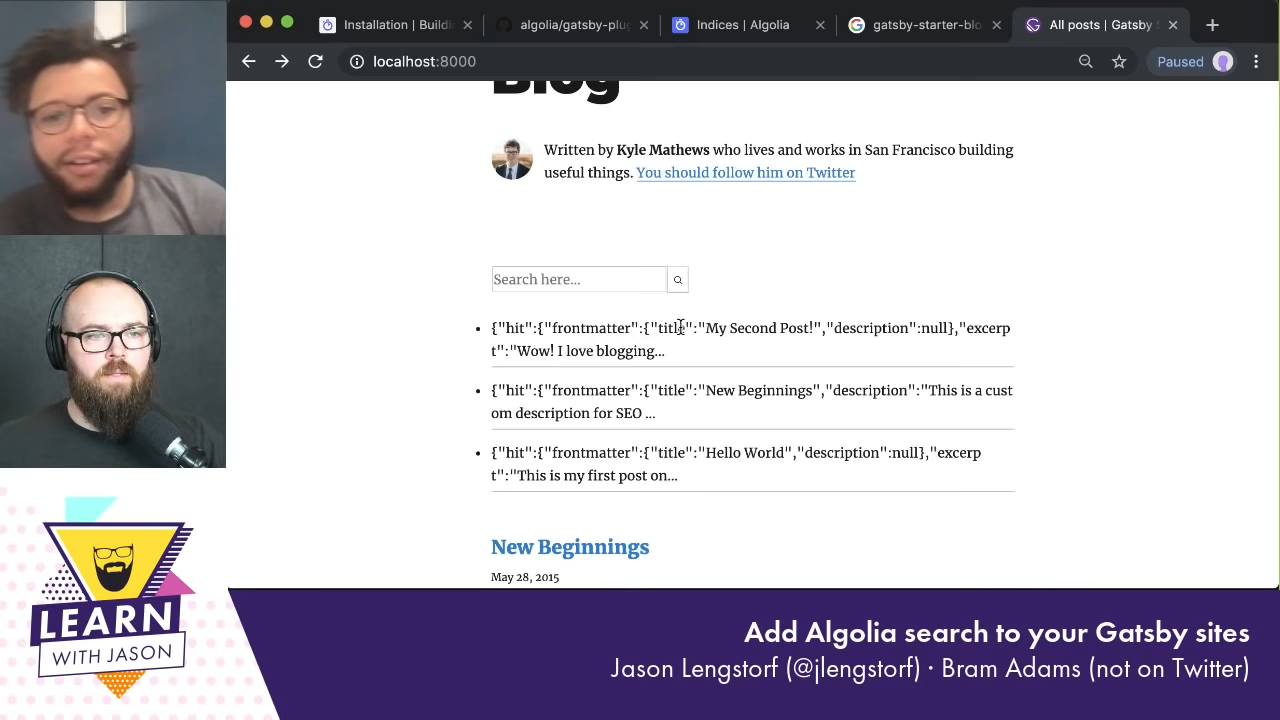 Installation | Buildi
algolia/gatsby-plug
Indices | Algolia
gatsby-starter-blo
All posts | Gatsby S
localhost:8000
Paused
Blog
Written by Kyle Mathews who lives and works in San Francisco building
useful things. You should follow him on Twitter
Search here...
{"hit":{"frontmatter":{"title":"My Second Post!","description":null},"excerp
t":"Wow! I love blogging...
{"hit":{"frontmatter":{"title":"New Beginnings","description":"This is a cust
om description for SEO ...
{"hit":{"frontmatter":{"title":"Hello World","description":null},"excerp
t":"This is my first post on...
New Beginnings
May 28, 2015
LEARN
WITH JASON
Add Algolia search to your Gatsby sites
Jason Lengstorf (@jlengstorf) · Bram Adams (not on Twitter)